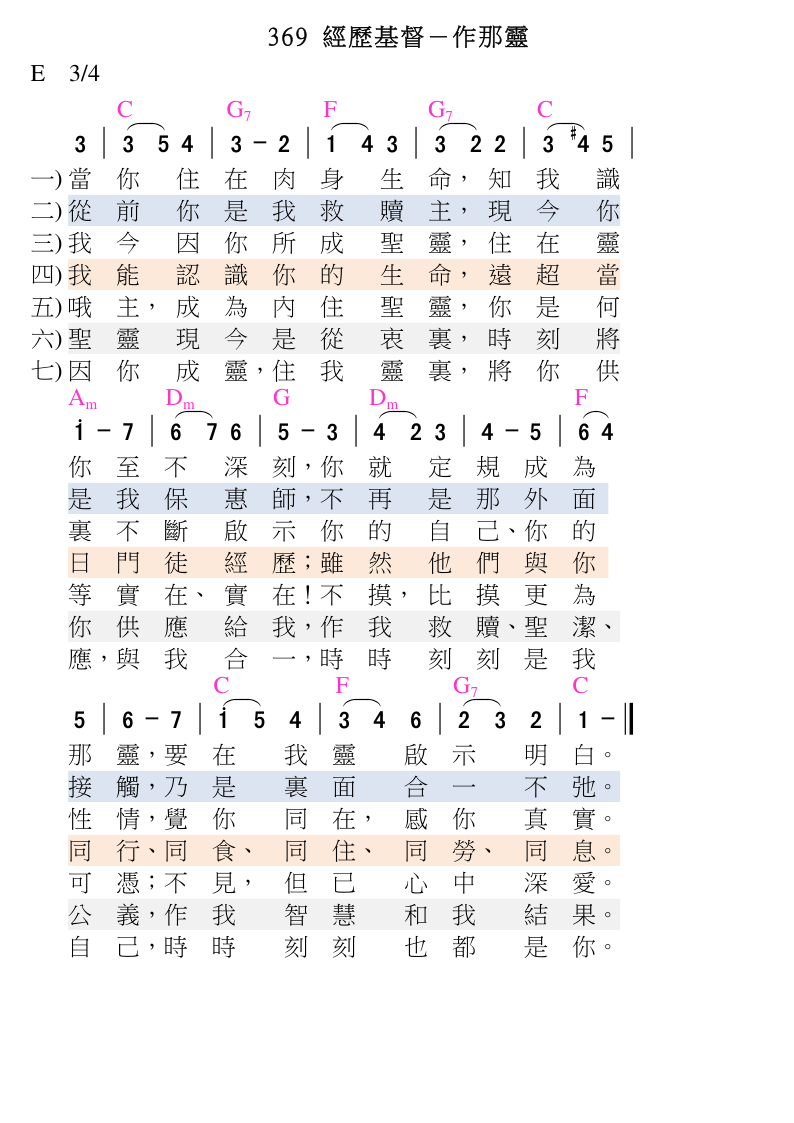 369 經歷基督－作那靈
E 3/4
C G7 F G7 C
3 | 3 5 4 | 3 － 2 | 1 4 3 | 3 2 2 | 3 #4 5 |
一) 當你住在肉身生命，知我識
二) 從前你是我救贖主，現今你
三) 我今因你所成聖靈，住在靈
四) 我能認識你的生命，遠超當
五) 哦主，成為內住聖靈，你是何
六) 聖靈現今是從衷裏，時刻將
七) 因你成靈，住我靈裏，將你供
Am Dm G Dm F
i － 7 | 6 7 6 | 5 － 3 | 4 2 3 | 4 － 5 | 6 4
你至不深刻，你就定規成為
是我保惠師，不再是那外面
裏不斷啟示你的自己、你的
日門徒經歷；雖然他們與你
等實在、實在！不摸，比摸更為
你供應給我，作我救贖、聖潔、
應，與我合一，時時刻刻是我
C F G7 C
5 | 6 － 7 | i 5 4 | 3 4 6 | 2 3 2 | 1 － ‖
那靈，要在我靈啟示明白。
接觸，乃是裏面合一不弛。
性情，覺你同在，感你真實。
同行、同食、同住、同勞、同息。
可憑；不見，但已心中深愛。
公義，作我智慧和我結果。
自己，時時刻刻也都是你。